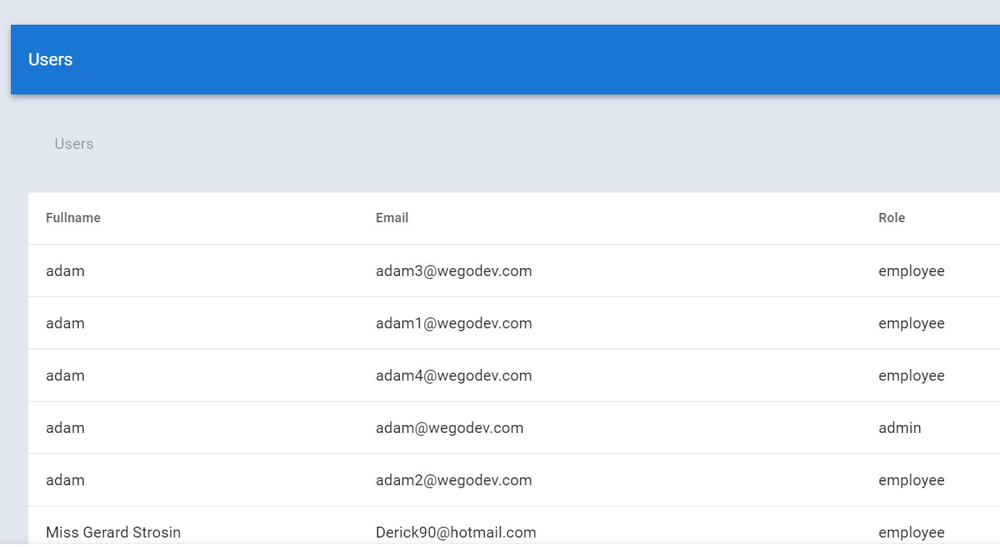 Users
Users
Fullname Email Role
adam adam3@wegodev.com employee
adam adam1@wegodev.com employee
adam adam4@wegodev.com employee
adam adam@wegodev.com admin
adam adam2@wegodev.com employee
Miss Gerard Strosin Derick90@hotmail.com employee